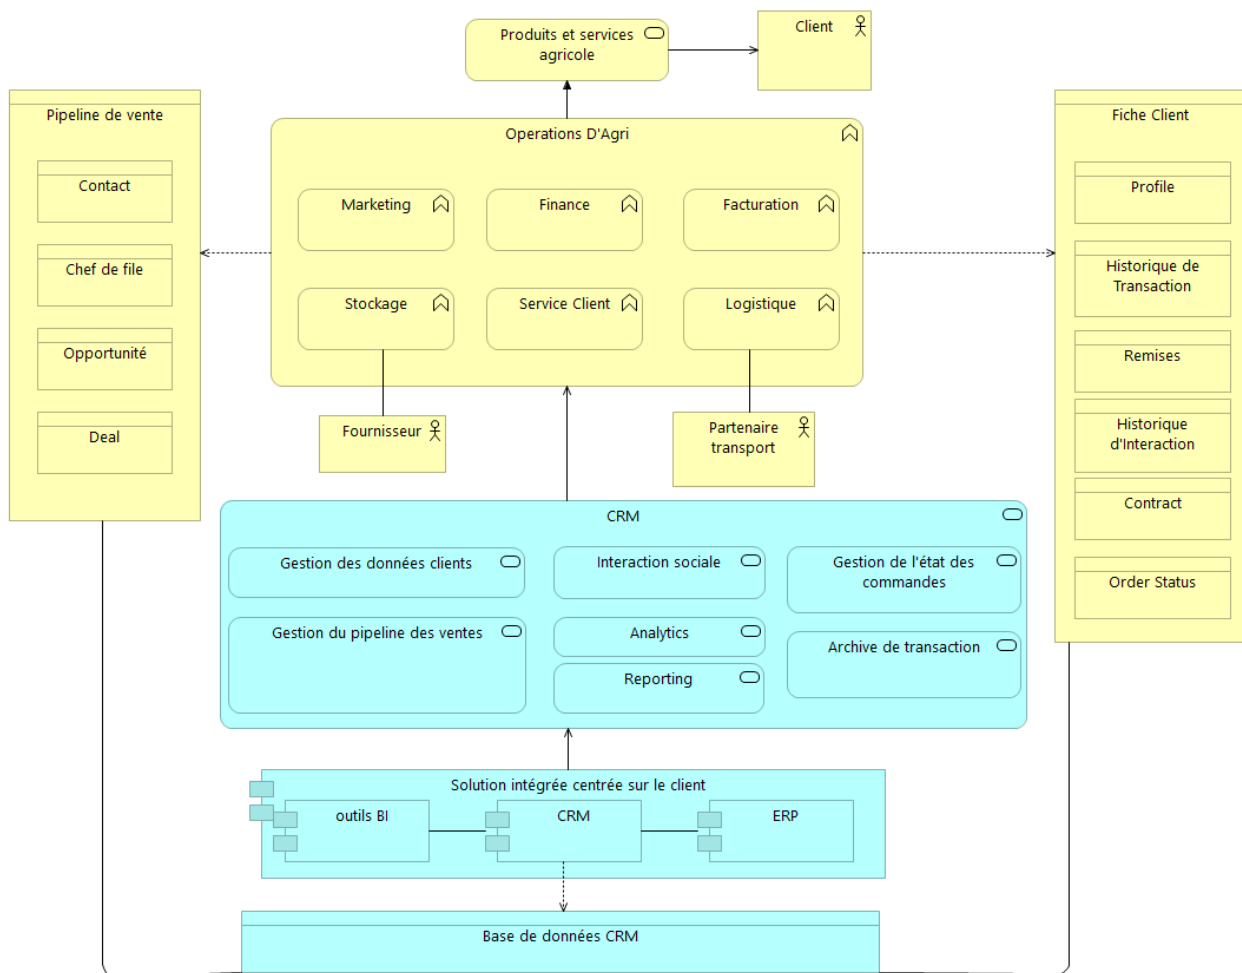 Produits et services
agricole
Client
Pipeline de vente
Contact
Chef de file
Opportunité
Deal
Operations D'Agri
Marketing
Finance
Facturation
Stockage
Service Client
Logistique
Fournisseur
Partenaire
transport
Fiche Client
Profile
Historique de
Transaction
Remises
Historique
d'Interaction
Contract
Order Status
CRM
Gestion des données clients
Interaction sociale
Gestion de l'état des
commandes
Gestion du pipeline des ventes
Analytics
Archive de transaction
Reporting
Solution intégrée centrée sur le client
outils BI
CRM
ERP
Base de données CRM